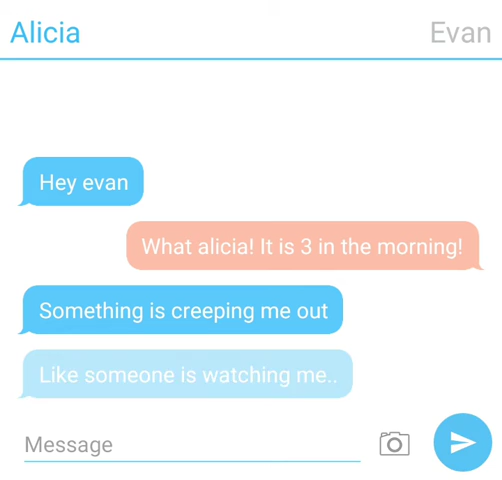 Alicia
Evan
Hey evan
What alicia! It is 3 in the morning!
Something is creeping me out
Like someone is watching me..
Message